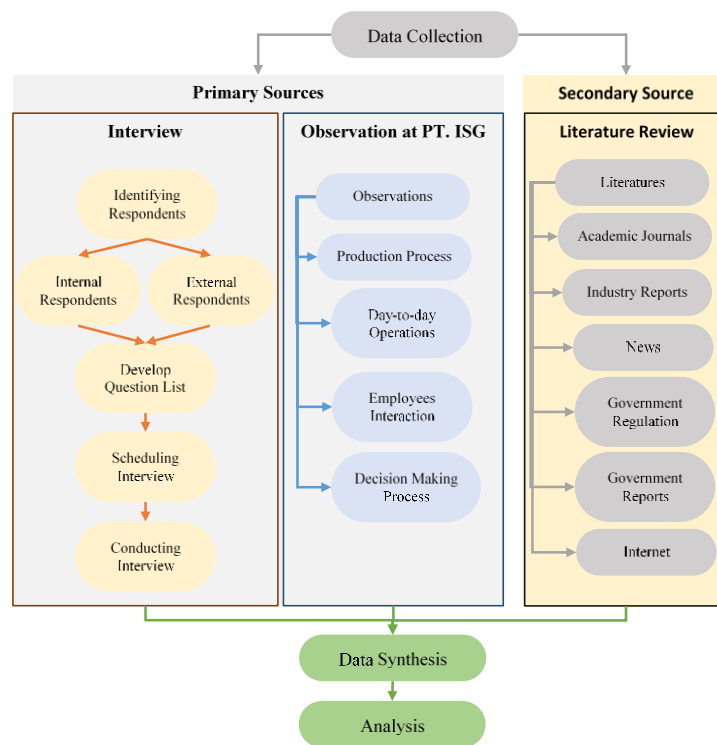 Data Collection
Primary Sources
Secondary Source
Interview
Identifying
Respondents
Internal
Respondents
External
Respondents
Develop
Question List
Scheduling
Interview
Conducting
Interview
Observation at PT. ISG
Observations
Production Process
Day-to-day
Operations
Employees
Interaction
Decision Making
Process
Literature Review
Literatures
Academic Journals
Industry Reports
News
Government
Regulation
Government
Reports
Internet
Data Synthesis
Analysis